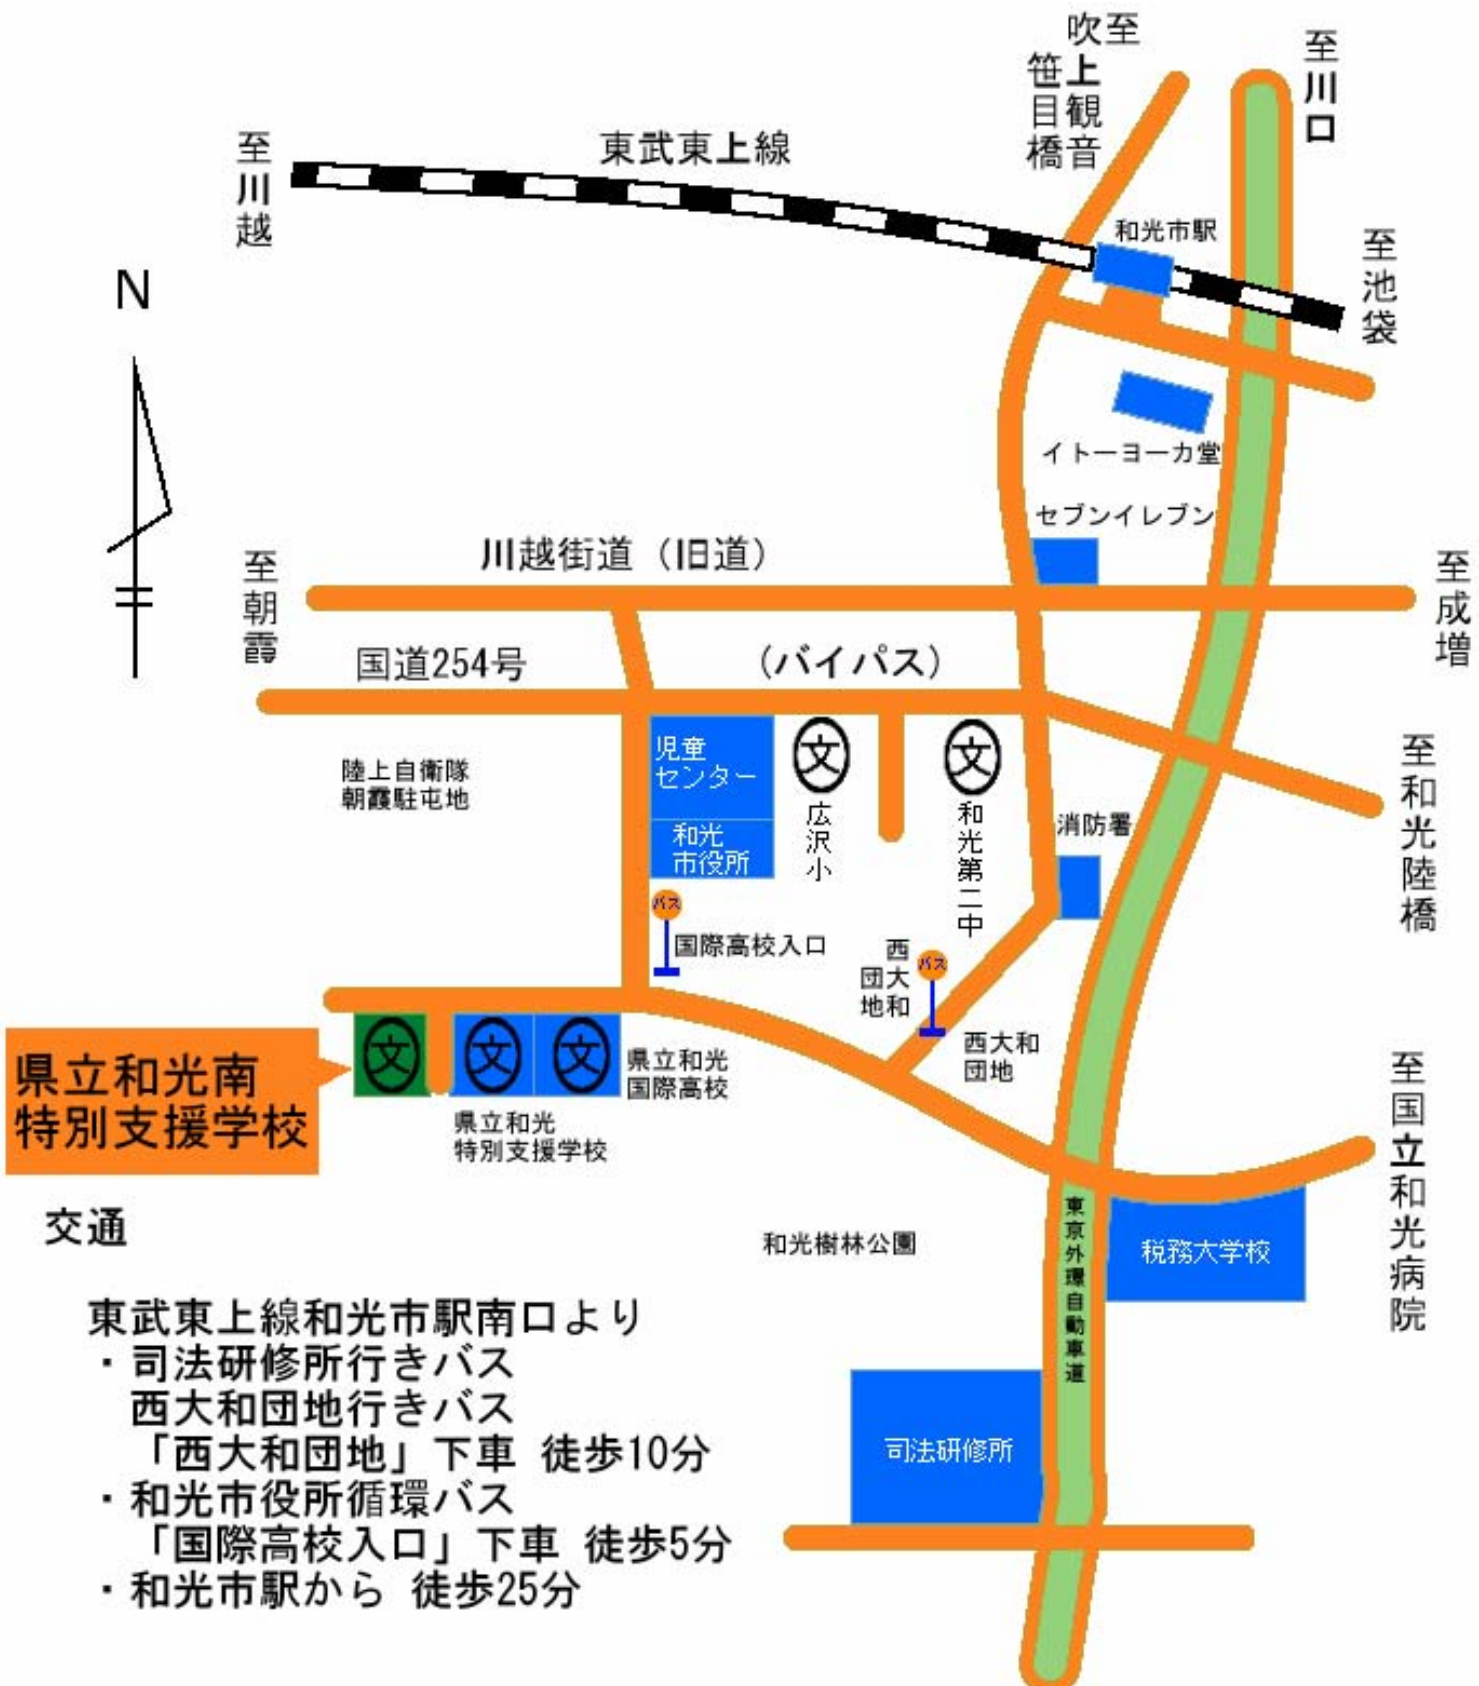 至吹上観音
笹目橋
至川口
東武東上線
至川越
和光市駅
至池袋
N
イトーヨーカ堂
セブンイレブン
川越街道（旧道）
至朝霞
至成増
国道254号
（バイパス）
至和光陸橋
陸上自衛隊
朝霞駐屯地
児童
センター
文
文
和光
市役所
広沢小
和光第二中
消防署
バス
国際高校入口
西大和
団地
バス
西大和
団地
県立和光南
特別支援学校
文
文
文
県立和光
国際高校
県立和光
特別支援学校
至国立和光病院
交通
和光樹林公園
東京外環自動車道
税務大学校
司法研修所
東武東上線和光市駅南口より
・司法研修所行きバス
西大和団地行きバス
「西大和団地」下車 徒歩10分
・和光市役所循環バス
「国際高校入口」下車 徒歩5分
・和光市駅から 徒歩25分